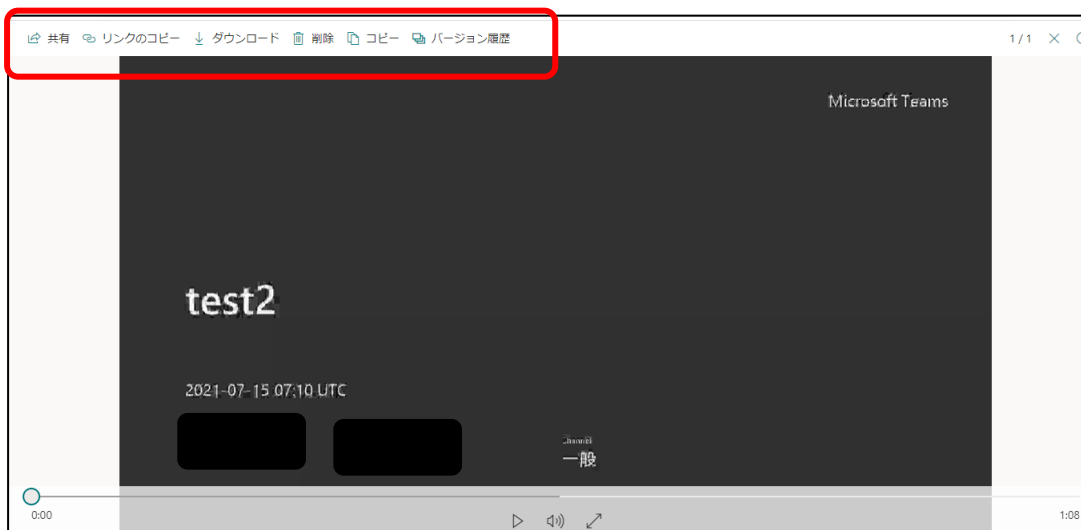 共有 リンクのコピー ダウンロード 削除 コピー バージョン履歴 1 / 1
Microsoft Teams
test2
2021-07-15 07:10 UTC
Channel
一般
0:00 1:08